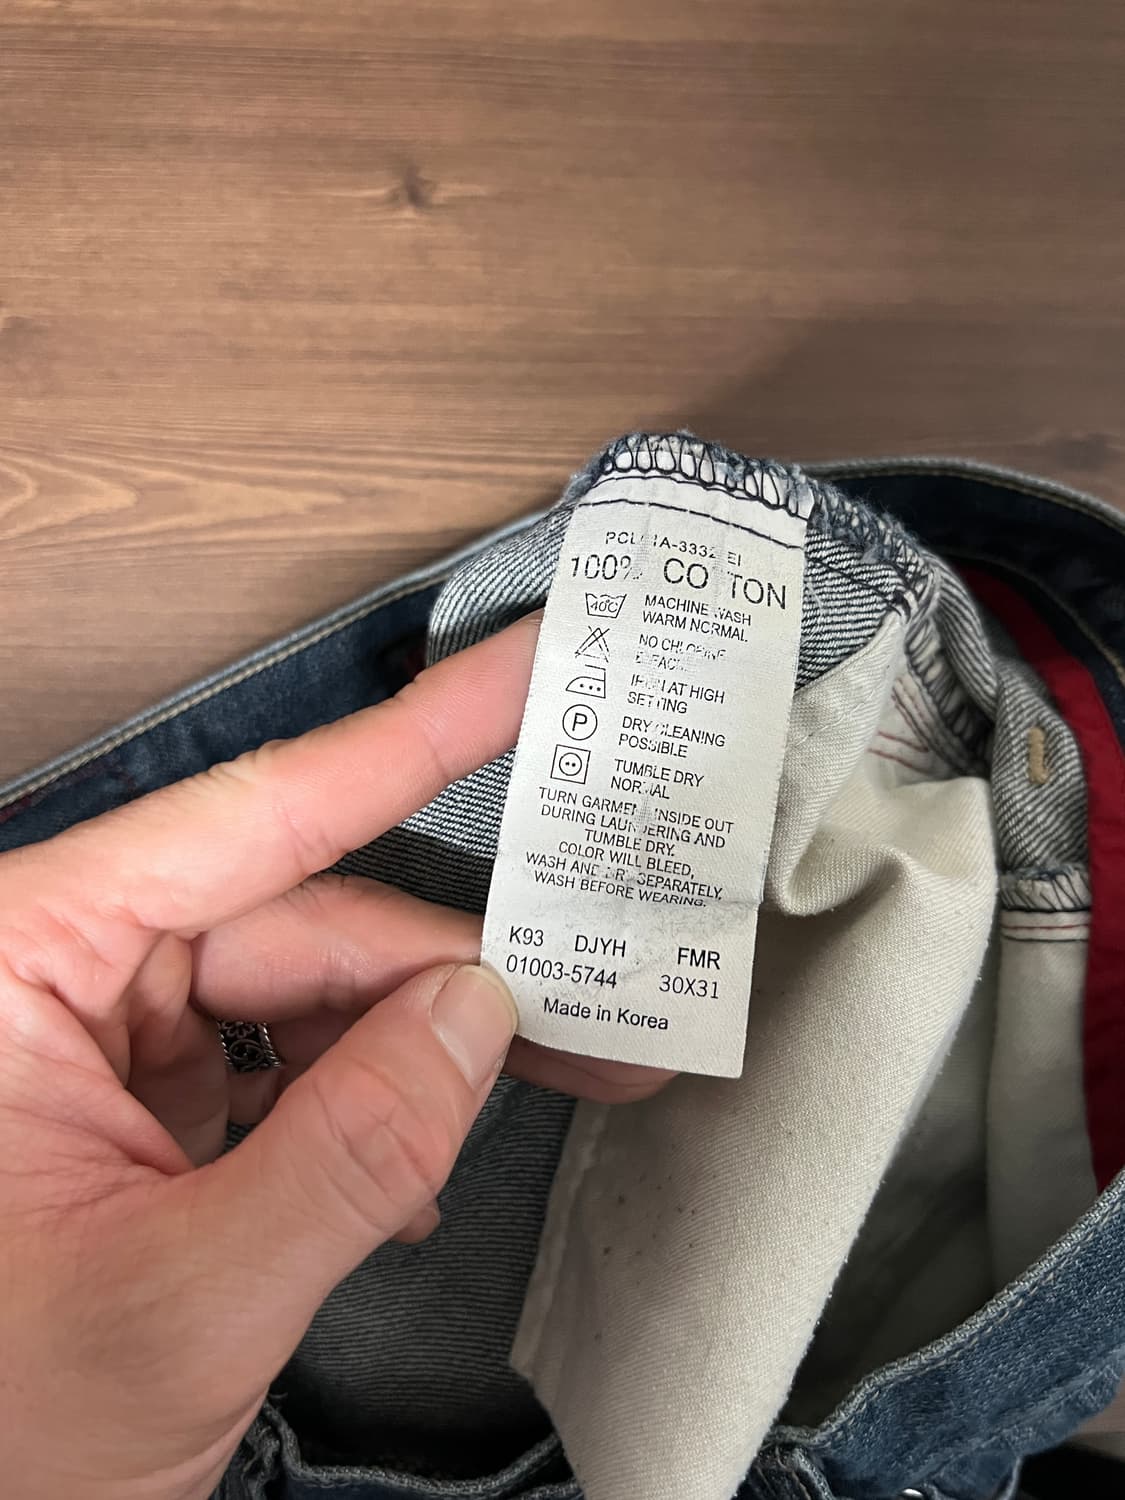 100% COTTON
40°C
MACHINE WASH
WARM NORMAL
NO CHLORINE
BLEACH
IRON AT HIGH
SETTING
P
DRY CLEANING
POSSIBLE
TUMBLE DRY
NORMAL
TURN GARMENT INSIDE OUT
DURING LAUNDERING AND
TUMBLE DRY.
COLOR WILL BLEED,
WASH AND DRY SEPARATELY,
WASH BEFORE WEARING.
K93 DJYH FMR
01003-5744 30X31
Made in Korea